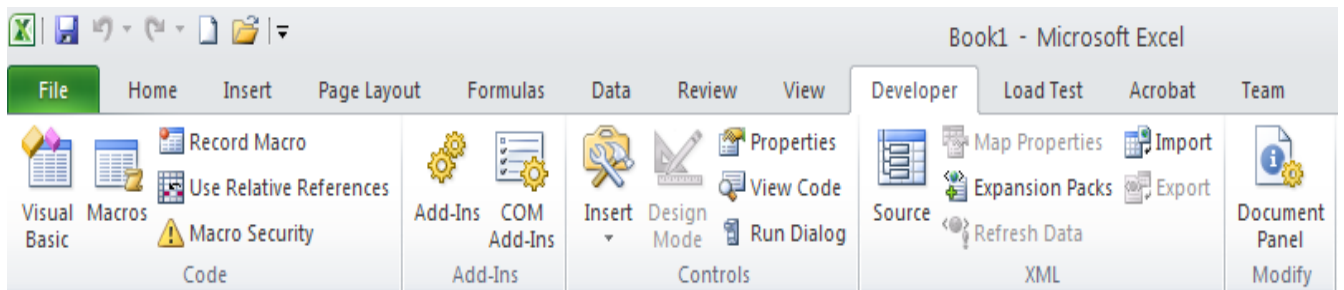 Book1 - Microsoft Excel
File Home Insert Page Layout Formulas Data Review View Developer Load Test Acrobat Team
Visual Basic
Macros
Record Macro
Use Relative References
Macro Security
Code
Add-Ins
COM Add-Ins
Add-Ins
Insert
Design Mode
Properties
View Code
Run Dialog
Controls
Source
Map Properties
Expansion Packs
Refresh Data
Import
Export
XML
Document Panel
Modify